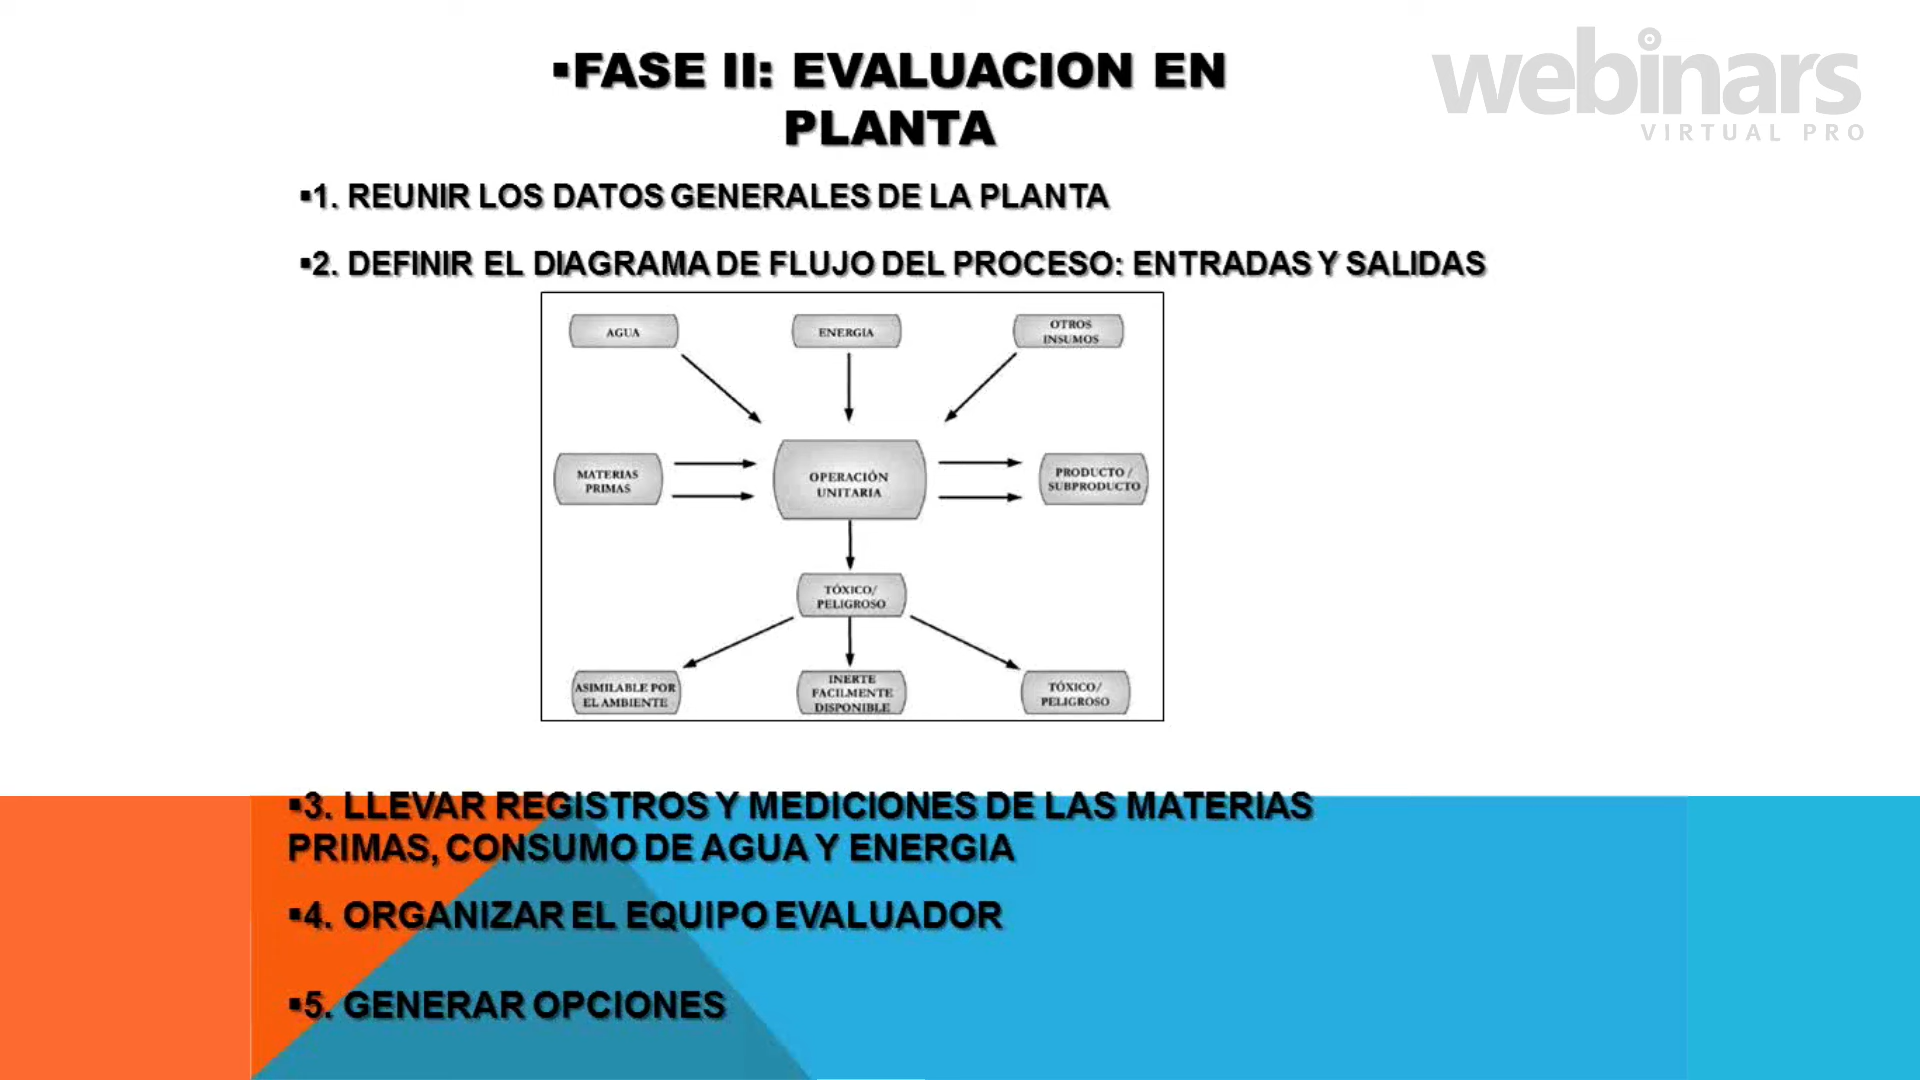 ▪FASE II: EVALUACION EN
PLANTA
webinars
VIRTUAL PRO
▪1. REUNIR LOS DATOS GENERALES DE LA PLANTA
▪2. DEFINIR EL DIAGRAMA DE FLUJO DEL PROCESO: ENTRADAS Y SALIDAS
AGUA
ENERGIA
OTROS
INSUMOS
MATERIAS
PRIMAS
OPERACIÓN
UNITARIA
PRODUCTO /
SUBPRODUCTO
TÓXICO/
PELIGROSO
ASIMILABLE POR
EL AMBIENTE
INERTE
FACILMENTE
DISPONIBLE
TÓXICO/
PELIGROSO
▪3. LLEVAR REGISTROS Y MEDICIONES DE LAS MATERIAS
PRIMAS, CONSUMO DE AGUA Y ENERGIA
▪4. ORGANIZAR EL EQUIPO EVALUADOR
▪5. GENERAR OPCIONES